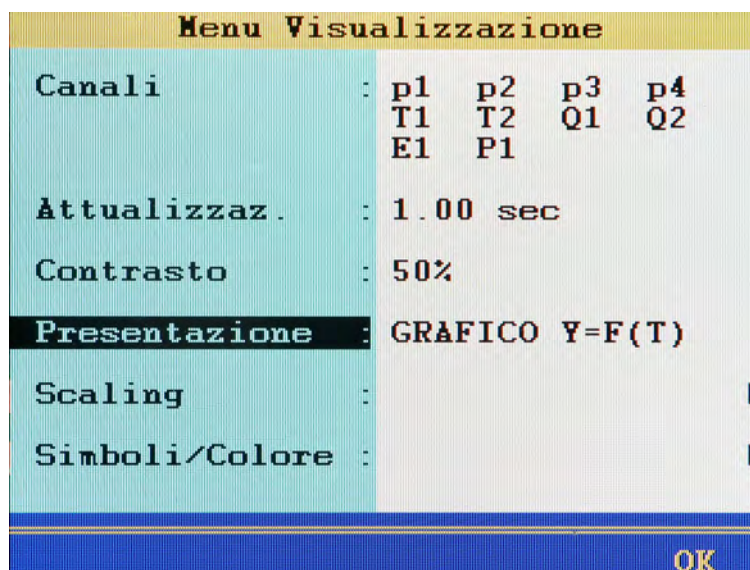 Menu Visualizzazione
Canali : p1 p2 p3 p4
T1 T2 Q1 Q2
E1 P1
Attualizzaz. : 1.00 sec
Contrasto : 50%
Presentazione : GRAFICO Y=F(T)
Scaling :
Simboli/Colore :
OK